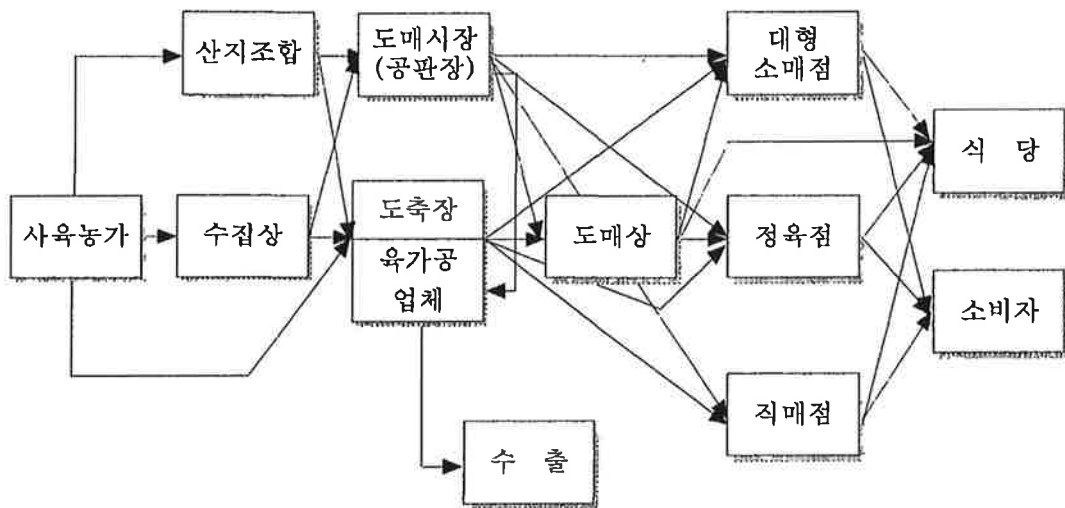 사육농가
산지조합
수집상
도매시장
(공판장)
도축장
육가공
업체
수 출
도매상
대형
소매점
정육점
직매점
식 당
소비자